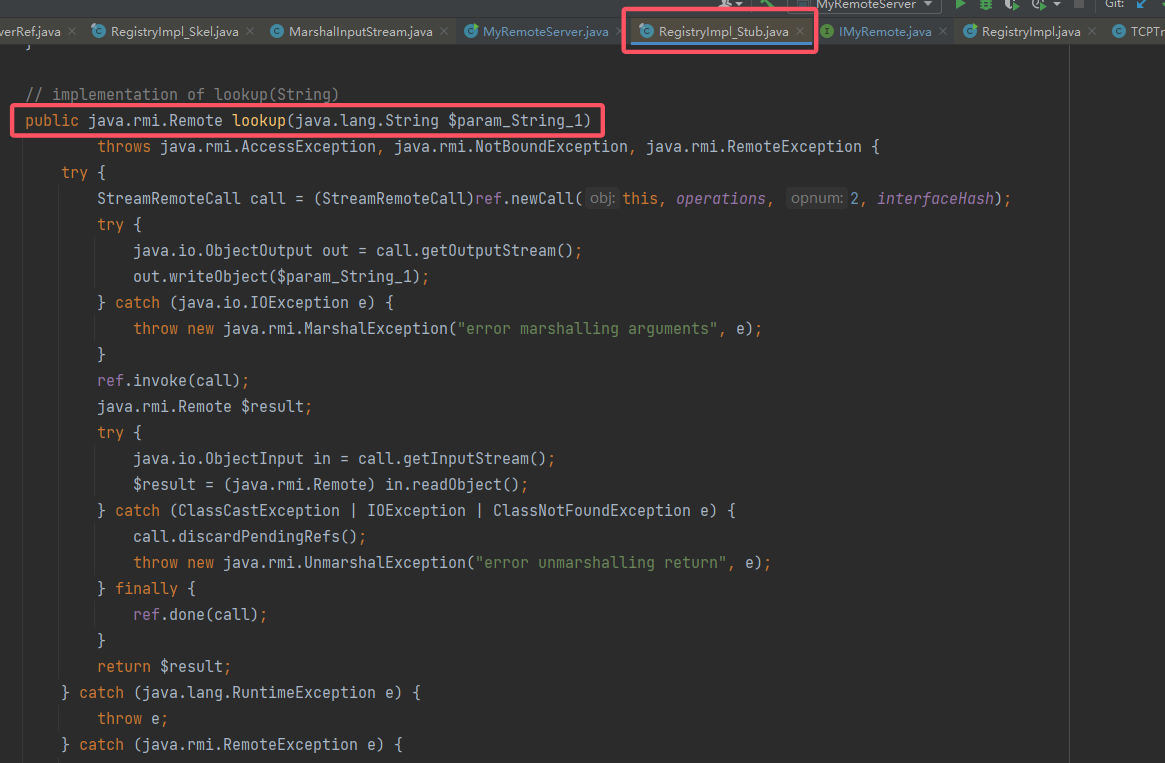 MyRemoteServer Git:
verRef.java RegistryImpl_Skel.java MarshalInputStream.java MyRemoteServer.java RegistryImpl_Stub.java IMyRemote.java RegistryImpl.java TCPTr
}
// implementation of lookup(String)
public java.rmi.Remote lookup(java.lang.String $param_String_1)
throws java.rmi.AccessException, java.rmi.NotBoundException, java.rmi.RemoteException {
try {
StreamRemoteCall call = (StreamRemoteCall)ref.newCall( obj: this, operations, opnum: 2, interfaceHash);
try {
java.io.ObjectOutput out = call.getOutputStream();
out.writeObject($param_String_1);
} catch (java.io.IOException e) {
throw new java.rmi.MarshalException("error marshalling arguments", e);
}
ref.invoke(call);
java.rmi.Remote $result;
try {
java.io.ObjectInput in = call.getInputStream();
$result = (java.rmi.Remote) in.readObject();
} catch (ClassCastException | IOException | ClassNotFoundException e) {
call.discardPendingRefs();
throw new java.rmi.UnmarshalException("error unmarshalling return", e);
} finally {
ref.done(call);
}
return $result;
} catch (java.lang.RuntimeException e) {
throw e;
} catch (java.rmi.RemoteException e) {